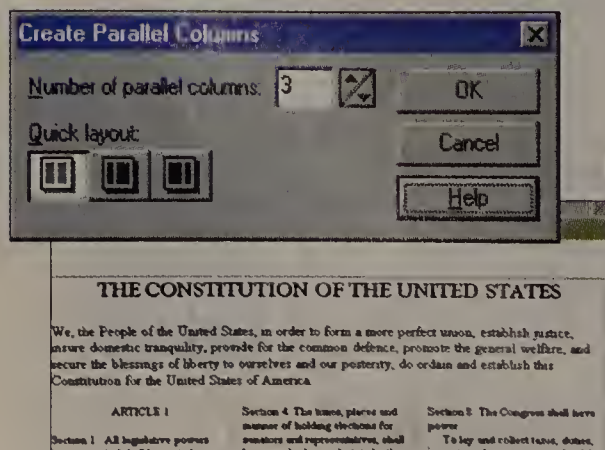 Create Parallel Columns
Number of parallel columns: 3
OK
Quick layout:
Cancel
Help
THE CONSTITUTION OF THE UNITED STATES
We, the People of the United States, in order to form a more perfect union, establish justice,
insure domestic tranquility, provide for the common defence, promote the general welfare, and
secure the blessings of liberty to ourselves and our posterity, do ordain and establish this
Constitution for the United States of America
ARTICLE 1
Section 1 All legislative powers
Section 4 The times, places and
manner of holding elections for
senators and representatives, shall
Section 8 The Congress shall have
power
To lay and collect taxes, duties,